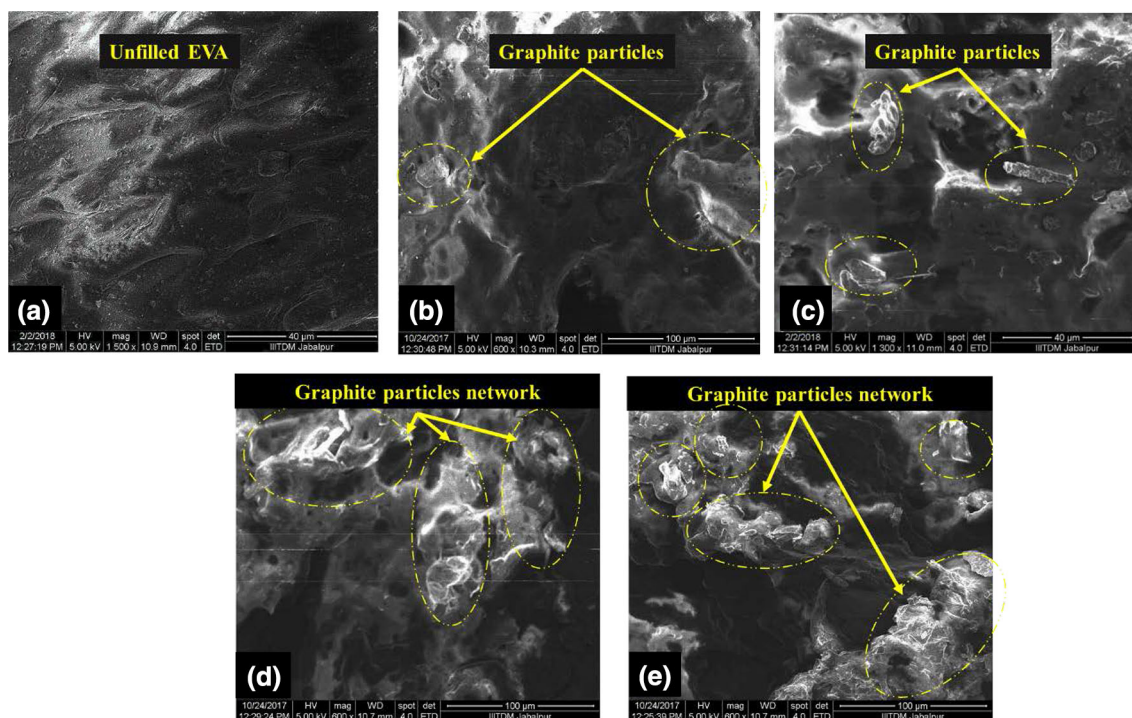 Unfilled EVA
(a)
2/2/2018 HV mag WD spot det 40 µm
12:27:19 PM 5.00 kV 1 500 x 10.9 mm 4.0 ETD IIITDM Jabalpur
Graphite particles
(b)
10/24/2017 HV mag WD spot det 100 µm
12:30:48 PM 5.00 kV 600 x 10.3 mm 4.0 ETD IIITDM Jabalpur
Graphite particles
(c)
2/2/2018 HV mag WD spot det 40 µm
12:31:14 PM 5.00 kV 1 300 x 11.0 mm 4.0 ETD IIITDM Jabalpur
Graphite particles network
(d)
10/24/2017 HV mag WD spot det 100 µm
12:29:24 PM 5.00 kV 600 x 10.7 mm 4.0 ETD IIITDM Jabalpur
Graphite particles network
(e)
10/24/2017 HV mag WD spot det 100 µm
12:25:39 PM 5.00 kV 600 x 10.7 mm 4.0 ETD IIITDM Jabalpur